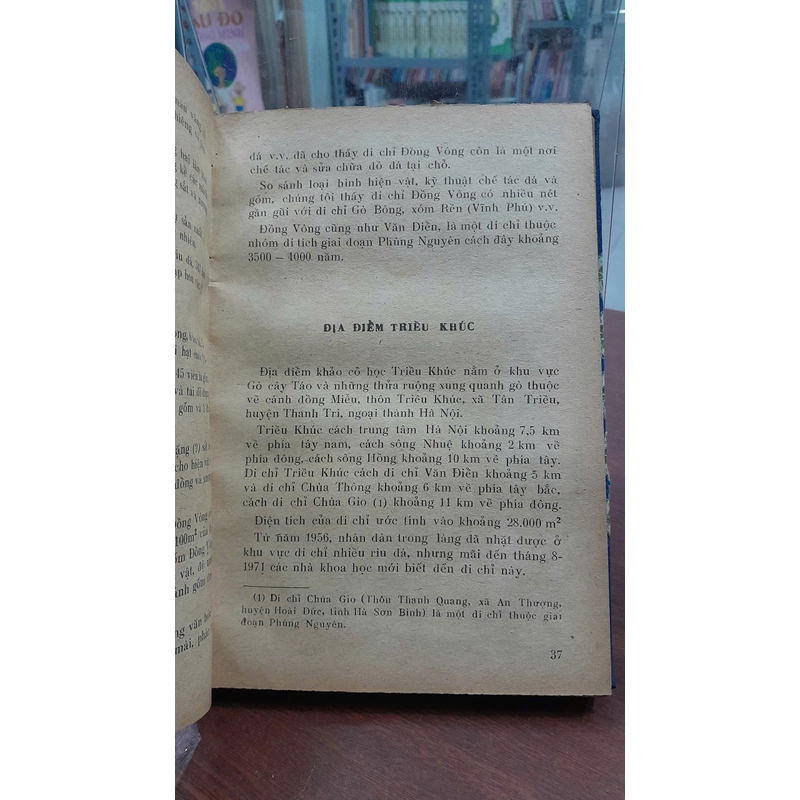 đá v.v. đã cho thấy di chỉ Đồng Vông còn là một nơi
chế tác và sửa chữa đồ đá tại chỗ.
So sánh loại hình hiện vật, kỹ thuật chế tác đá và
gốm, chúng tôi thấy di chỉ Đồng Vông có nhiều nét
gần gũi với di chỉ Gò Bông, xóm Rền (Vĩnh Phú) v.v.
Đồng Vông cũng như Văn Điển, là một di chỉ thuộc
nhóm di tích giai đoạn Phùng Nguyên cách đây khoảng
3500 — 4000 năm.
ĐỊA ĐIỂM TRIỀU KHÚC
Địa điểm khảo cổ học Triều Khúc nằm ở khu vực
Gò cây Táo và những thửa ruộng xung quanh gò thuộc
về cánh đồng Miễu, thôn Triều Khúc, xã Tân Triều,
huyện Thanh Trì, ngoại thành Hà Nội.
Triều Khúc cách trung tâm Hà Nội khoảng 7,5 km
về phía tây nam, cách sông Nhuệ khoảng 2 km về
phía đông, cách sông Hồng khoảng 10 km về phía tây.
Di chỉ Triều Khúc cách di chỉ Văn Điển khoảng 5 km
và di chỉ Chùa Thông khoảng 6 km về phía tây bắc,
cách di chỉ Chùa Gio (1) khoảng 11 km về phía đông.
Diện tích của di chỉ ước tính vào khoảng 28.000 m²
Từ năm 1956, nhân dân trong làng đã nhặt được ở
khu vực di chỉ nhiều rìu đá, nhưng mãi đến tháng 8-
1971 các nhà khoa học mới biết đến di chỉ này.
(1) Di chỉ Chùa Gio (Thôn Thanh Quang, xã An Thượng,
huyện Hoài Đức, tỉnh Hà Sơn Bình) là một di chỉ thuộc giai
đoạn Phùng Nguyên.
37